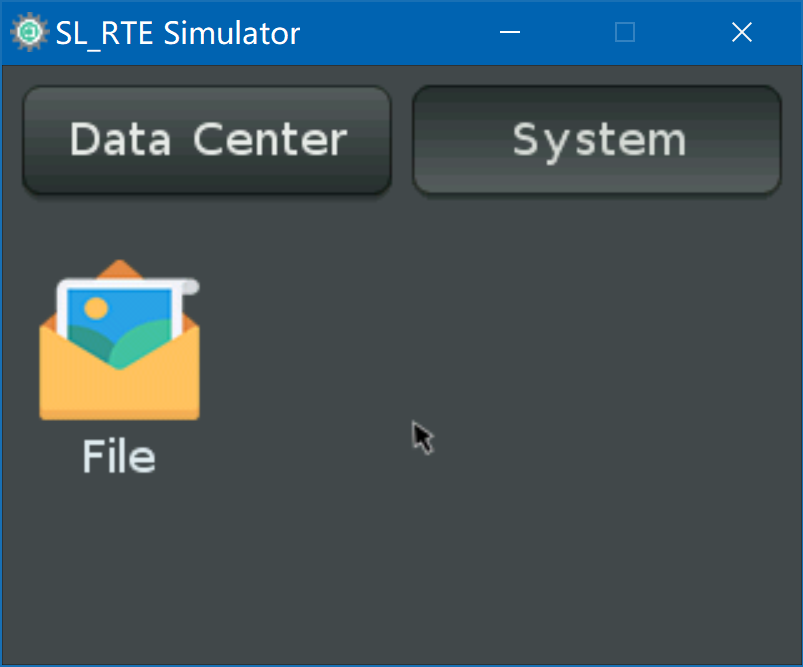 SL_RTE Simulator
Data Center
System
File